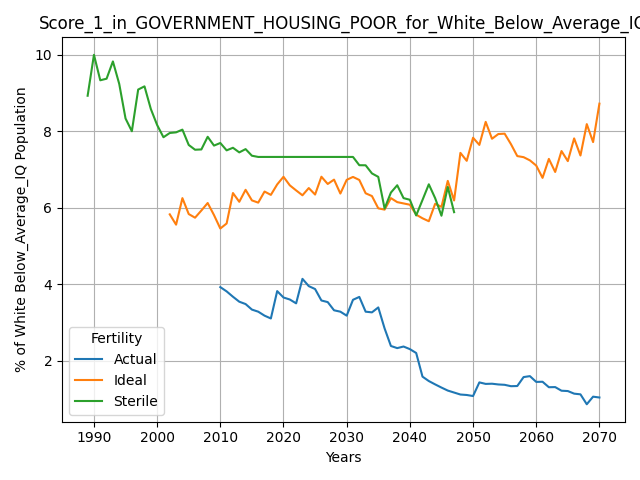 Score_1_in_GOVERNMENT_HOUSING_POOR_for_White_Below_Average_IQ
% of White Below_Average_IQ Population
10
8
6
4
2
Fertility
Actual
Ideal
Sterile
1990 2000 2010 2020 2030 2040 2050 2060 2070
Years